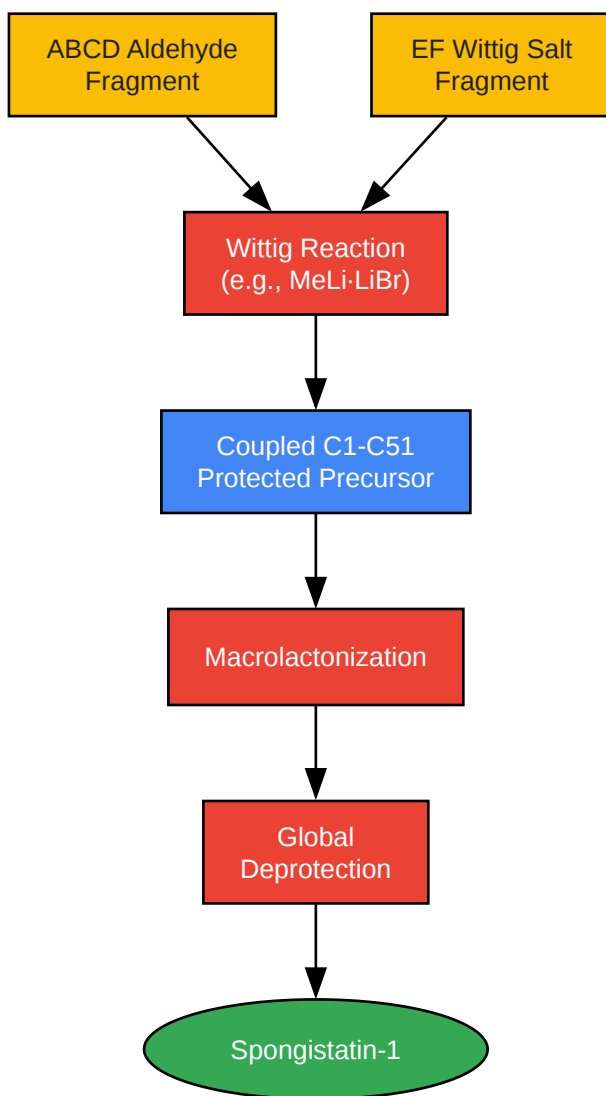 ABCD Aldehyde
Fragment
EF Wittig Salt
Fragment
Wittig Reaction
(e.g., MeLi·LiBr)
Coupled C1-C51
Protected Precursor
Macrolactonization
Global
Deprotection
Spongistatin-1